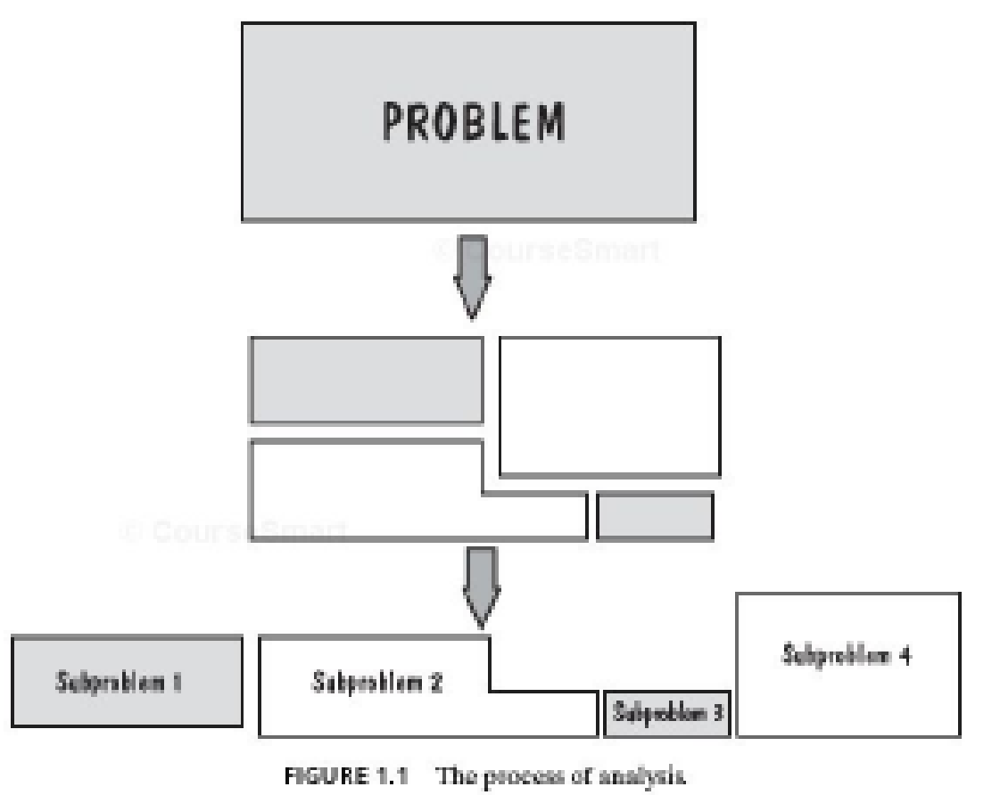 PROBLEM
© CourseSmart
© CourseSmart
Subproblem 1
Subproblem 2
Subproblem 3
Subproblem 4
FIGURE 1.1 The process of analysis.